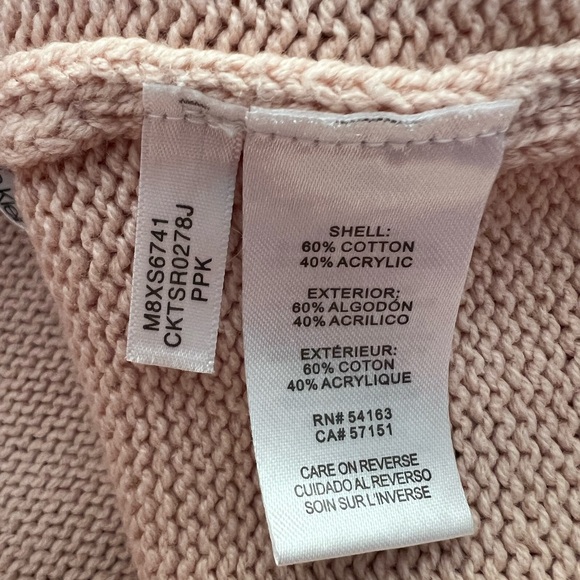 M8XS6741
CKTSR0278J
PPK
SHELL:
60% COTTON
40% ACRYLIC
EXTERIOR:
60% ALGODÓN
40% ACRILICO
EXTÉRIEUR:
60% COTON
40% ACRYLIQUE
RN# 54163
CA# 57151
CARE ON REVERSE
CUIDADO AL REVERSO
SOIN SUR L'INVERSE